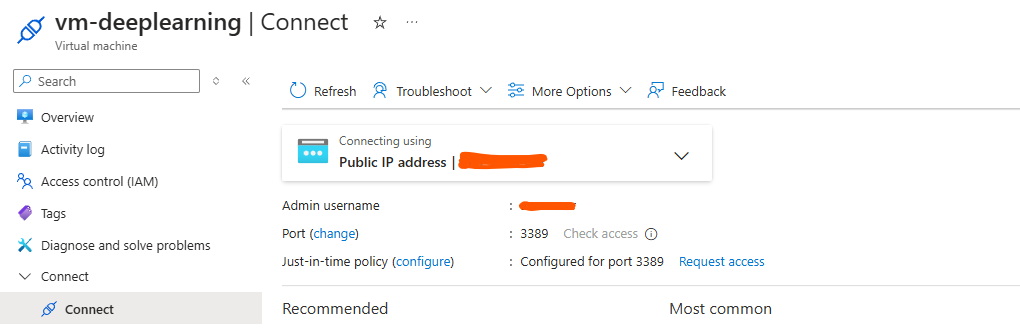 vm-deeplearning | Connect
Virtual machine
Search
Refresh
Troubleshoot
More Options
Feedback
Overview
Activity log
Access control (IAM)
Tags
Diagnose and solve problems
Connect
Connect
Connecting using
Public IP address |
Admin username :
Port (change) : 3389 Check access
Just-in-time policy (configure) : Configured for port 3389 Request access
Recommended
Most common